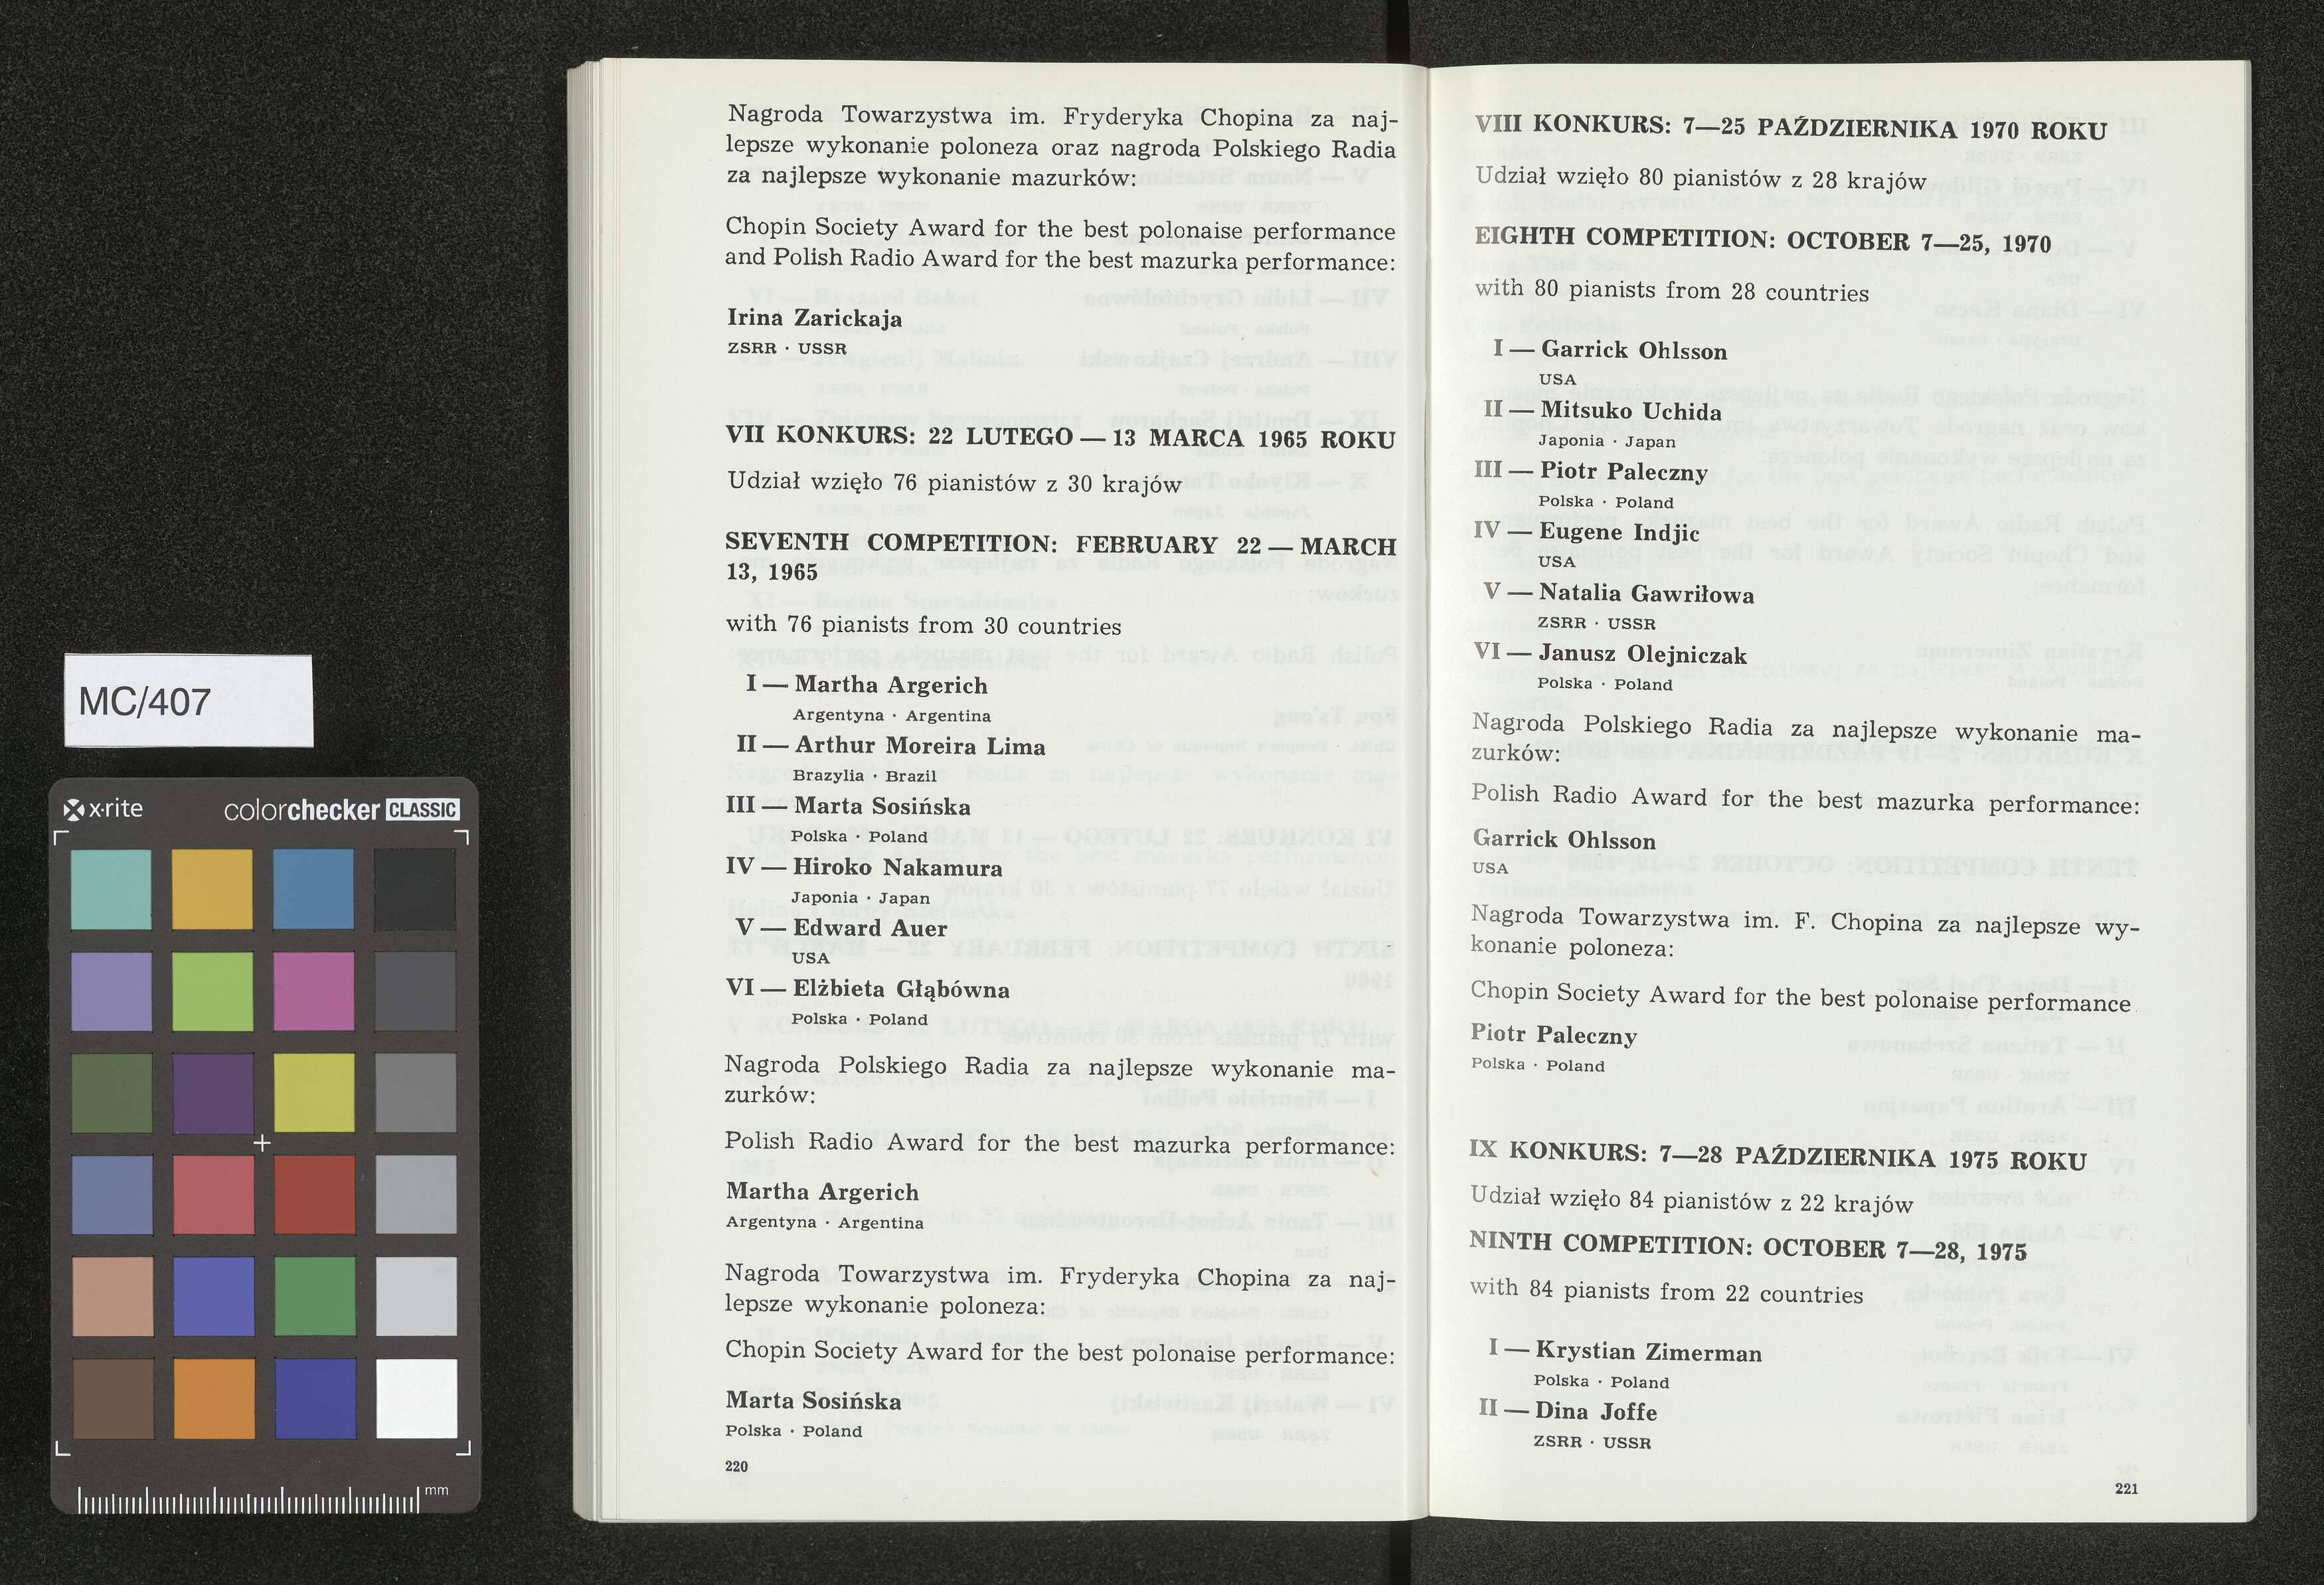 MC/407
x·rite
colorchecker CLASSIC
mm
Nagroda Towarzystwa im. Fryderyka Chopina za naj-
lepsze wykonanie poloneza oraz nagroda Polskiego Radia
za najlepsze wykonanie mazurków:
Chopin Society Award for the best polonaise performance
and Polish Radio Award for the best mazurka performance:
Irina Zarickaja
ZSRR · USSR
VII KONKURS: 22 LUTEGO — 13 MARCA 1965 ROKU
Udział wzięło 76 pianistów z 30 krajów
SEVENTH COMPETITION: FEBRUARY 22 — MARCH
13, 1965
with 76 pianists from 30 countries
I — Martha Argerich
Argentyna · Argentina
II — Arthur Moreira Lima
Brazylia · Brazil
III — Marta Sosińska
Polska · Poland
IV — Hiroko Nakamura
Japonia · Japan
V — Edward Auer
USA
VI — Elżbieta Głąbówna
Polska · Poland
Nagroda Polskiego Radia za najlepsze wykonanie ma-
zurków:
Polish Radio Award for the best mazurka performance:
Martha Argerich
Argentyna · Argentina
Nagroda Towarzystwa im. Fryderyka Chopina za naj-
lepsze wykonanie poloneza:
Chopin Society Award for the best polonaise performance:
Marta Sosińska
Polska · Poland
220
VIII KONKURS: 7—25 PAŹDZIERNIKA 1970 ROKU
Udział wzięło 80 pianistów z 28 krajów
EIGHTH COMPETITION: OCTOBER 7—25, 1970
with 80 pianists from 28 countries
I — Garrick Ohlsson
USA
II — Mitsuko Uchida
Japonia · Japan
III — Piotr Paleczny
Polska · Poland
IV — Eugene Indjic
USA
V — Natalia Gawriłowa
ZSRR · USSR
VI — Janusz Olejniczak
Polska · Poland
Nagroda Polskiego Radia za najlepsze wykonanie ma-
zurków:
Polish Radio Award for the best mazurka performance:
Garrick Ohlsson
USA
Nagroda Towarzystwa im. F. Chopina za najlepsze wy-
konanie poloneza:
Chopin Society Award for the best polonaise performance
Piotr Paleczny
Polska · Poland
IX KONKURS: 7—28 PAŹDZIERNIKA 1975 ROKU
Udział wzięło 84 pianistów z 22 krajów
NINTH COMPETITION: OCTOBER 7—28, 1975
with 84 pianists from 22 countries
I — Krystian Zimerman
Polska · Poland
II — Dina Joffe
ZSRR · USSR
221